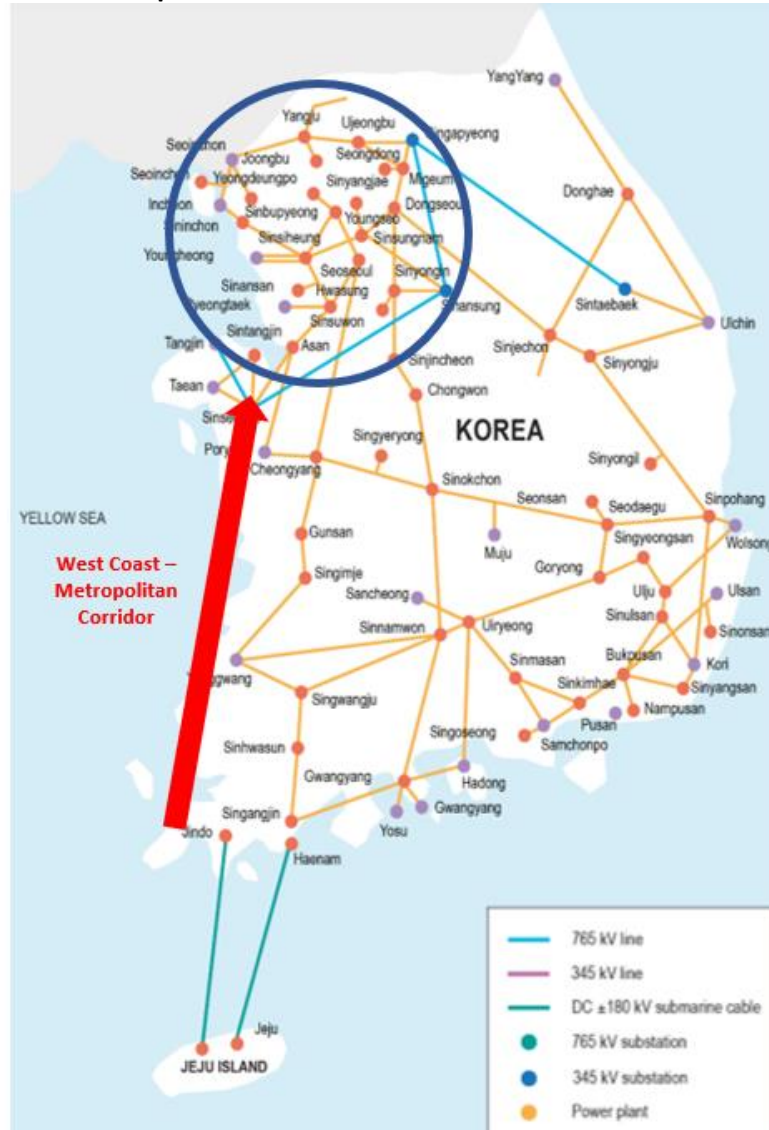 YangYang
Yangju
Ujeongbu
Singapyeong
Seoinchon
Joongbu
Seongdong
Seoinchon
Yeongdeungpo
Sinyangjae
Migeum
Incheon
Sinbupyeong
Dongseoul
Donghae
Sininchon
Youngseo
Youngheong
Sinsiheung
Sinsungnam
Seoseoul
Sinyongin
Sinansan
Hwasung
Sinansung
Sintaebaek
Pyeongtaek
Sinsuwon
Ulchin
Tangjin
Sintangjin
Asan
Sinjincheon
Sinjechon
Sinyongju
Taean
Chongwon
KOREA
Cheongyang
Singyeryong
Sinyongil
Sinokchon
Seonsan
Seodaegu
Sinpohang
YELLOW SEA
Gunsan
Singyeongsan
Muju
Wolsong
West Coast –
Metropolitan
Corridor
Singimje
Goryong
Sancheong
Ulju
Ulsan
Sinulsan
Sinonsan
Sinnamwon
Uiryeong
Bukpusan
Sinmasan
Kori
Singwangju
Sinkimhae
Sinyangsan
Nampusan
Pusan
Sinhwasun
Singoseong
Samchonpo
Gwangyang
Hadong
Singangjin
Gwangyang
Yosu
Jindo
Haenam
Jeju
JEJU ISLAND
765 kV line
345 kV line
DC ±180 kV submarine cable
765 kV substation
345 kV substation
Power plant